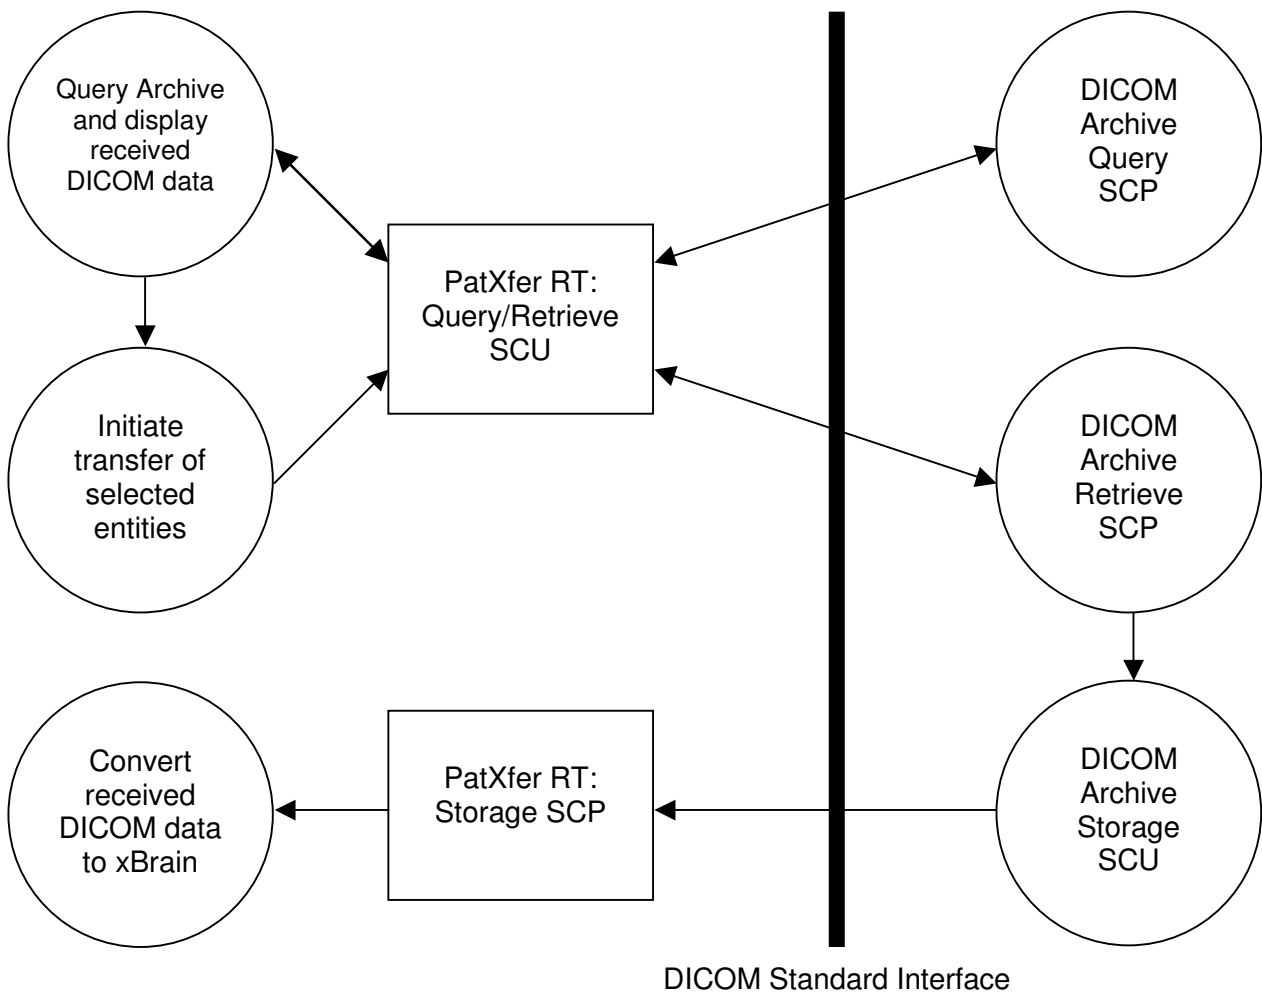 Query Archive
and display
received
DICOM data
DICOM
Archive
Query
SCP
PatXfer RT:
Query/Retrieve
SCU
Initiate
transfer of
selected
entities
DICOM
Archive
Retrieve
SCP
Convert
received
DICOM data
to xBrain
PatXfer RT:
Storage SCP
DICOM
Archive
Storage
SCU
DICOM Standard Interface